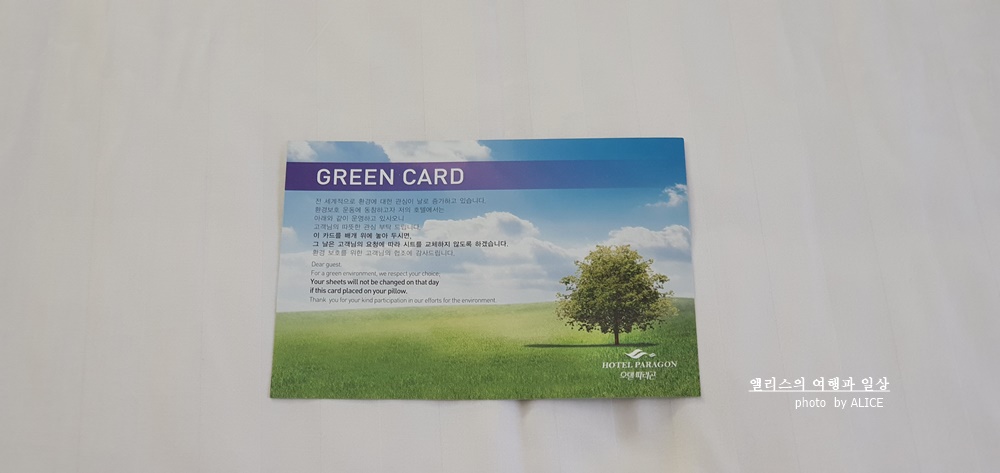 GREEN CARD
전 세계적으로 환경에 대한 관심이 날로 증가하고 있습니다.
환경보호 운동에 동참하고자 저희 호텔에서는
아래와 같이 운영하고 있사오니
고객님의 따뜻한 관심 부탁 드립니다.
이 카드를 베개 위에 놓아 두시면,
그 날은 고객님의 요청에 따라 시트를 교체하지 않도록 하겠습니다.
환경 보호를 위한 고객님의 협조에 감사드립니다.
Dear guest.
For a green environment, we respect your choice.
Your sheets will not be changed on that day
if this card placed on your pillow.
Thank you for your kind participation in our efforts for the environment.
HOTEL PARAGON
호텔 빠라곤
앨리스의 여행과 일상
photo by ALICE